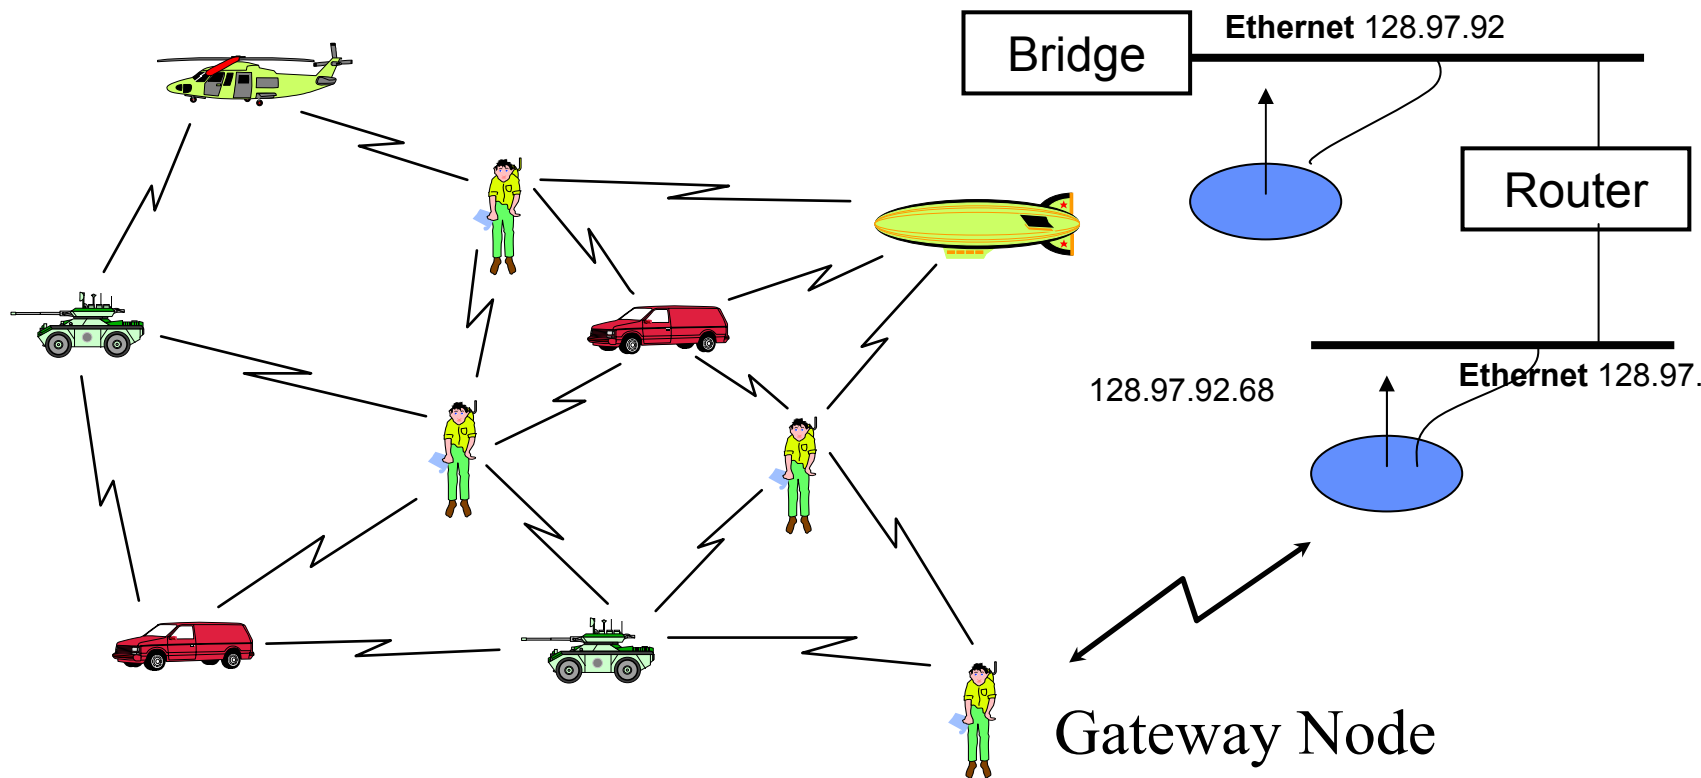 Ethernet 128.97.92
Bridge
Router
128.97.92.68
Ethernet 128.97.
Gateway Node